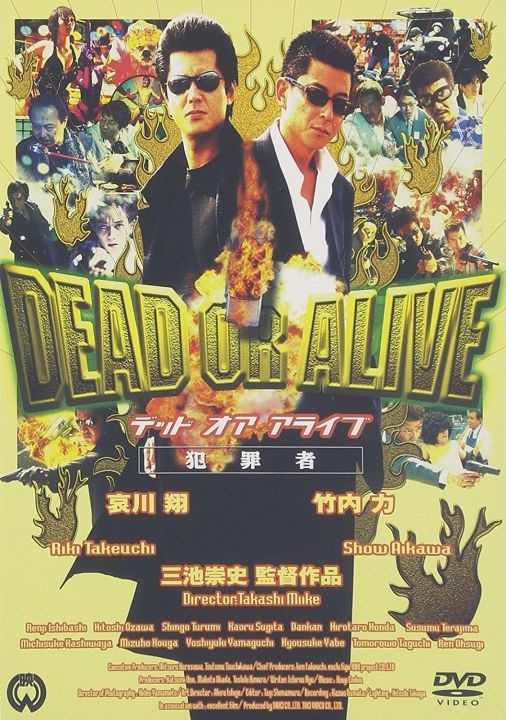 DEAD OR ALIVE
デッド オア アライブ
犯罪者
哀川 翔 竹内 力
Riki Takeuchi Show Aikawa
三池崇史 監督作品
Director:Takashi Miike
Renji Ishibashi Hitoshi Ozawa Shingo Turumi Kaoru Sugita Dankan Hirotaro Honda Susumu Terajima
Michisuke Kashiwaya Mizuho Houga Yoshiyuki Yamaguchi Kyousuke Yabe Tomorowo Taguchi Ren Ohsugi
DVD
VIDEO